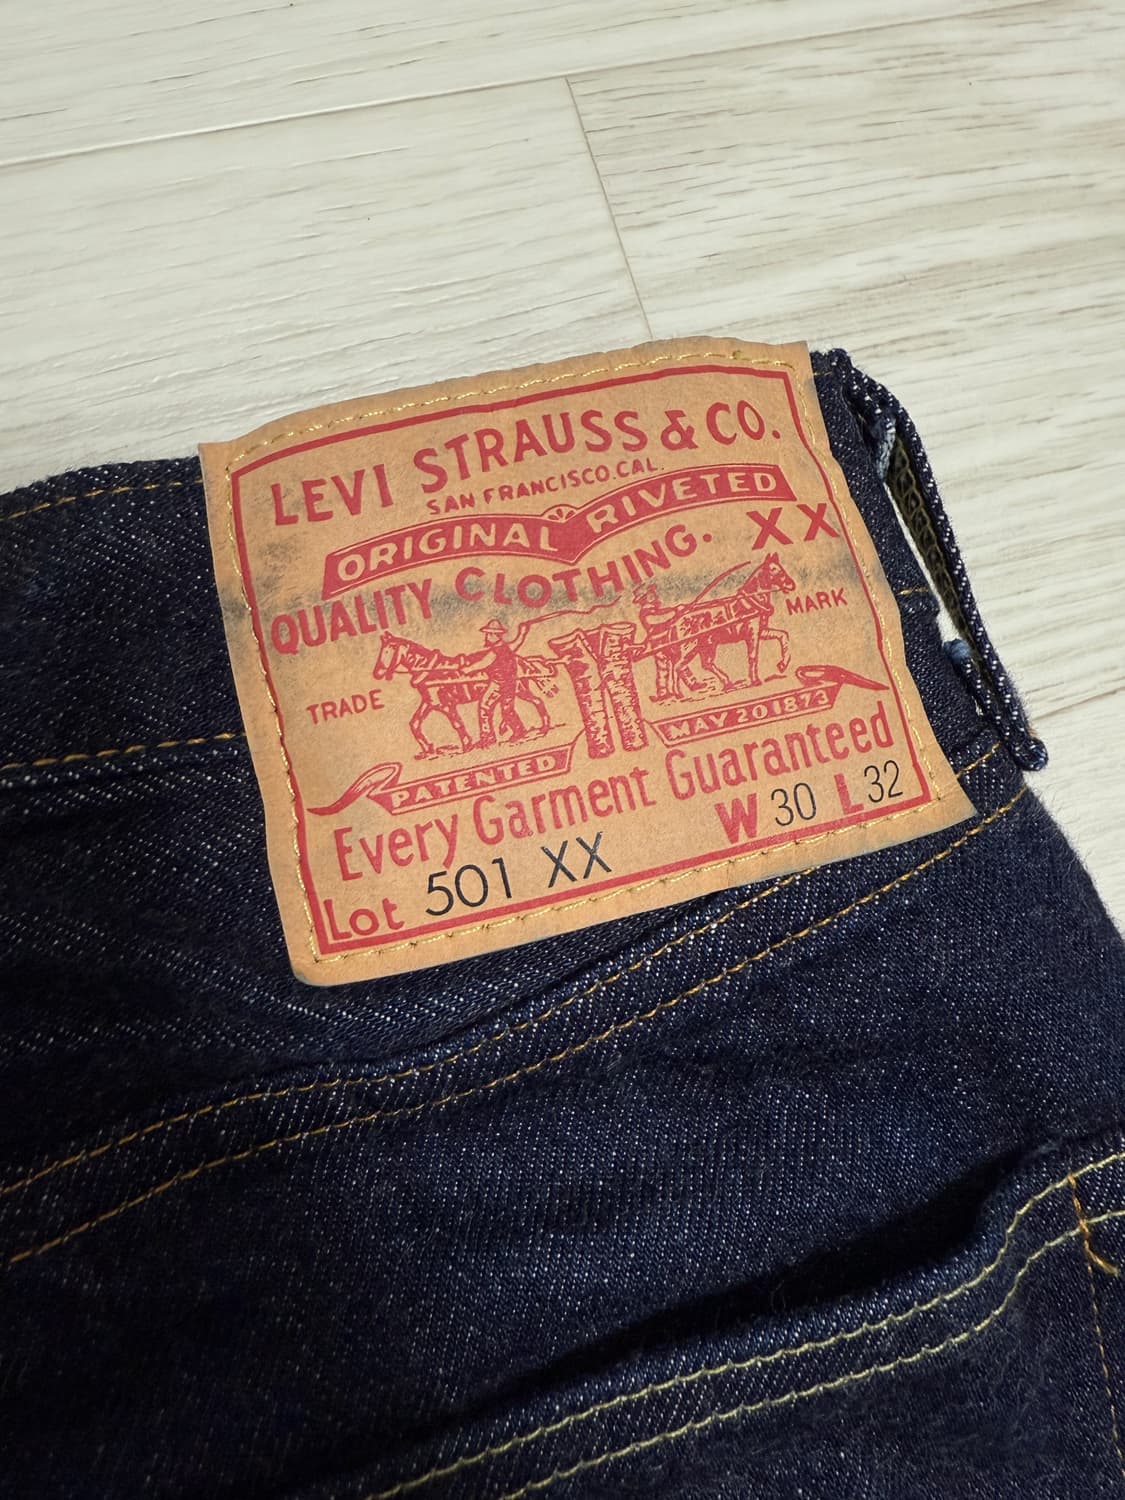 LEVI STRAUSS & CO.
SAN FRANCISCO.CAL.
ORIGINAL RIVETED
QUALITY CLOTHING. XX
TRADE MARK
PATENTED MAY 20 1873
Every Garment Guaranteed
Lot 501 XX W 30 L 32